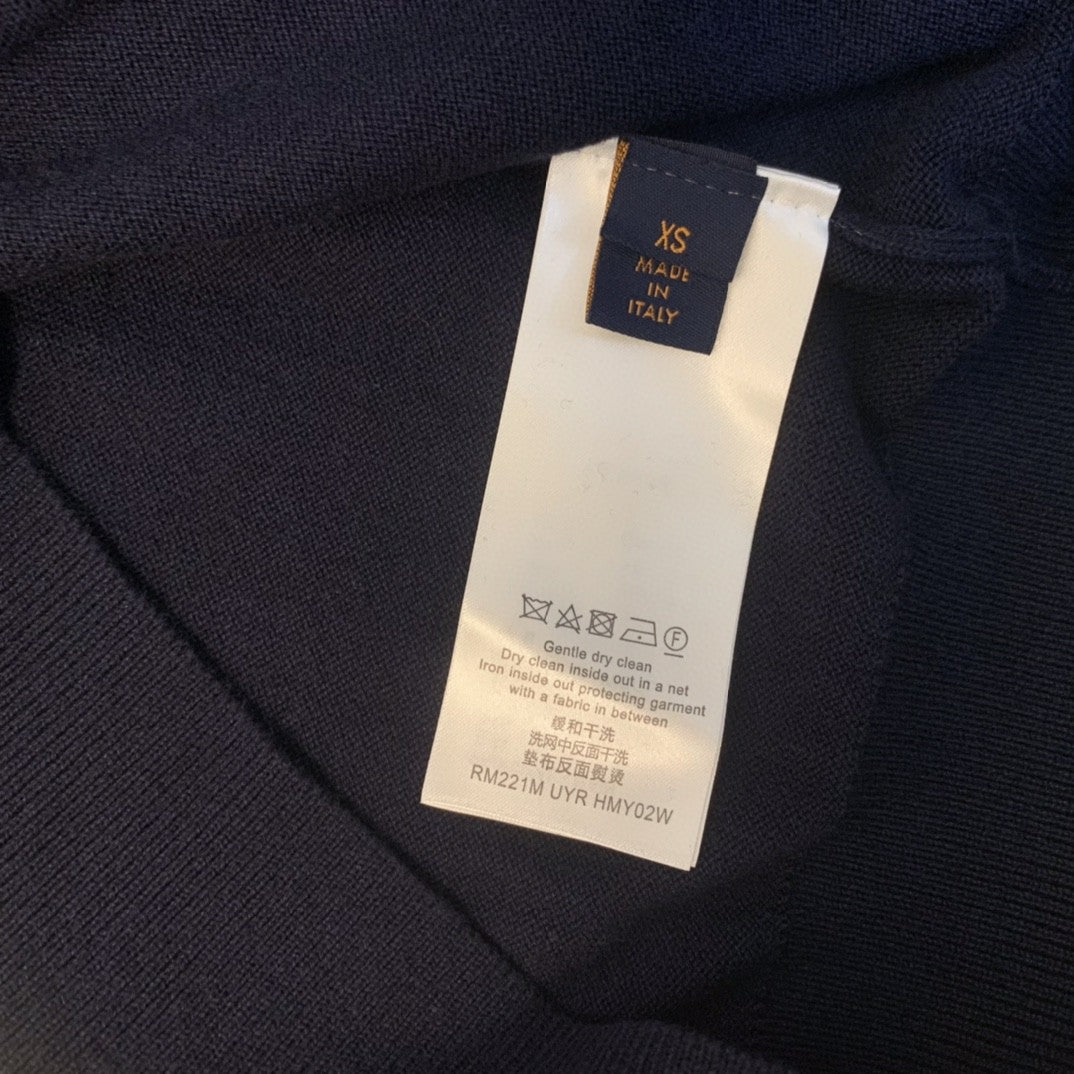 XS
MADE
IN
ITALY
F
Gentle dry clean
Dry clean inside out in a net
Iron inside out protecting garment
with a fabric in between
缓和干洗
洗网中反面干洗
垫布反面熨烫
RM221M UYR HMY02W